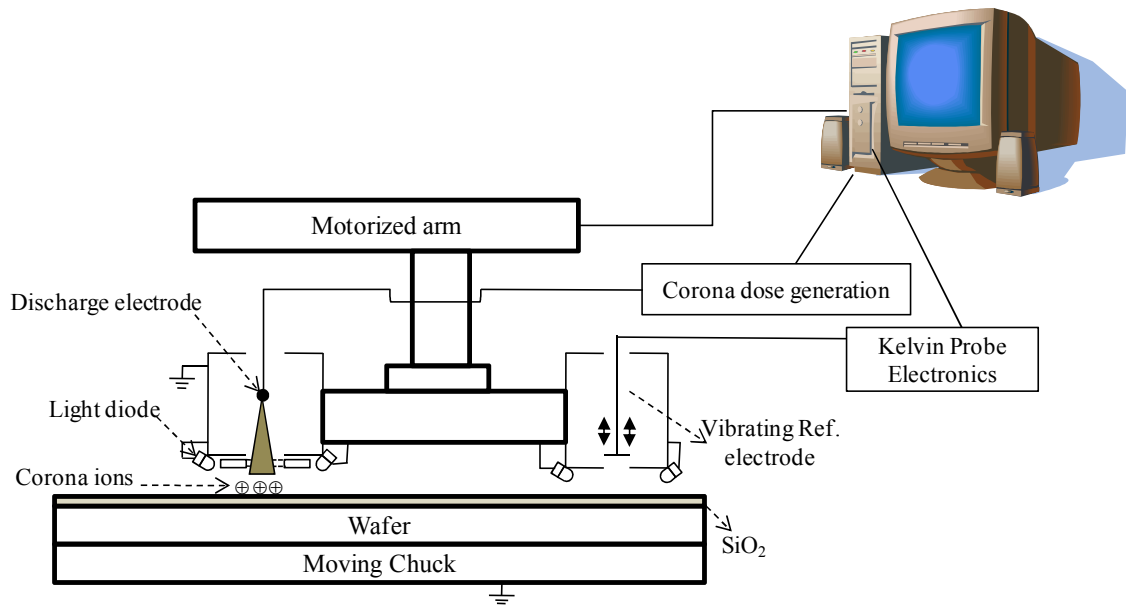 Motorized arm
Discharge electrode
Corona dose generation
Kelvin Probe
Electronics
Light diode
Vibrating Ref.
electrode
Corona ions
Wafer
SiO₂
Moving Chuck